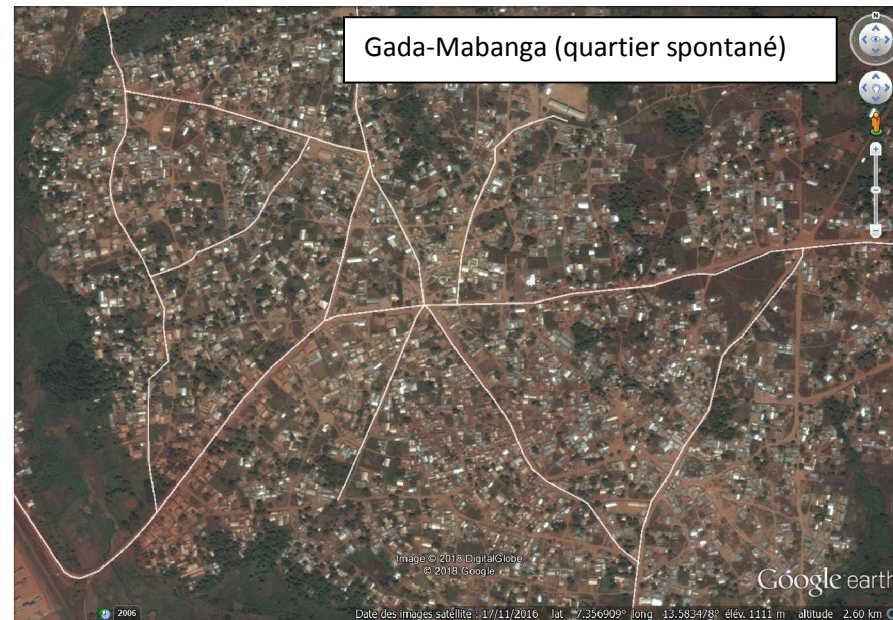 Gada-Mabanga (quartier spontané)
N
Image © 2018 DigitalGlobe
© 2018 Google
Google earth
2006
Date des images satellite : 17/11/2016 lat 7.356909° long 13.583478° élév. 1111 m altitude 2.60 km